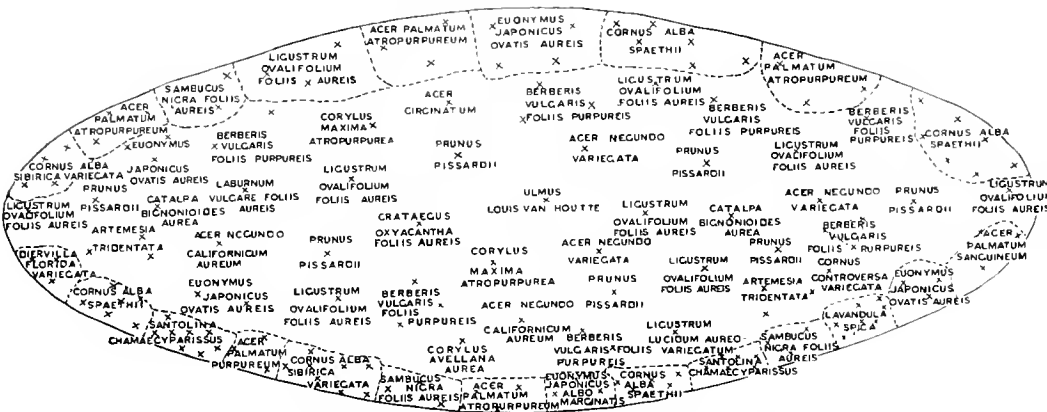 EUONYMUS
JAPONICUS
OVATIS AUREIS
ACER PALMATUM
ATROPURPUREUM
CORNUS ALBA
SPAETHII
LIGUSTRUM
OVALIFOLIUM
FOLIIS AUREIS
ACER
PALMATUM
ATROPURPUREUM
SAMBUCUS
NIGRA FOLIIS
AUREIS
ACER
CIRCINATUM
BERBERIS
VULGARIS
FOLIIS PURPUREIS
LIGUSTRUM
OVALIFOLIUM
FOLIIS AUREIS
ACER
PALMATUM
ATROPURPUREUM
CORYLUS
MAXIMA
ATROPURPUREA
BERBERIS
VULGARIS
FOLIIS PURPUREIS
BERBERIS
VULGARIS
FOLIIS
PURPUREIS
EUONYMUS
JAPONICUS
OVATIS AUREIS
BERBERIS
VULGARIS
FOLIIS PURPUREIS
PRUNUS
PISSARDII
ACER NEGUNDO
VARIEGATA
PRUNUS
PISSARDII
LIGUSTRUM
OVALIFOLIUM
FOLIIS AUREIS
CORNUS ALBA
SPAETHII
CORNUS ALBA
SIBIRICA VARIEGATA
PRUNUS
PISSARDII
LABURNUM
VULGARE FOLIIS
AUREIS
LIGUSTRUM
OVALIFOLIUM
FOLIIS AUREIS
ULMUS
LOUIS VAN HOUTTE
ACER NEGUNDO
VARIEGATA
PRUNUS
PISSARDII
LIGUSTRUM
OVALIFOLIUM
FOLIIS AUREIS
LIGUSTRUM
OVALIFOLIUM
FOLIIS AUREIS
CATALPA
BIGNONIOIDES
AUREA
CRATAEGUS
OXYACANTHA
FOLIIS AUREIS
LIGUSTRUM
OVALIFOLIUM
FOLIIS AUREIS
CATALPA
BIGNONIOIDES
AUREA
BERBERIS
VULGARIS
FOLIIS PURPUREIS
ACER
PALMATUM
SANGUINEUM
ARTEMESIA
TRIDENTATA
ACER NEGUNDO
CALIFORNICUM
AUREUM
PRUNUS
PISSARDII
CORYLUS
MAXIMA
ATROPURPUREA
ACER NEGUNDO
VARIEGATA
PRUNUS
PISSARDII
DIERVILLA
FLORIDA
VARIEGATA
LIGUSTRUM
OVALIFOLIUM
FOLIIS AUREIS
CORNUS
CONTROVERSA
VARIEGATA
EUONYMUS
JAPONICUS
OVATIS AUREIS
CORNUS ALBA
SPAETHII
EUONYMUS
JAPONICUS
OVATIS AUREIS
LIGUSTRUM
OVALIFOLIUM
FOLIIS AUREIS
BERBERIS
VULGARIS
FOLIIS
PURPUREIS
ACER NEGUNDO
CALIFORNICUM
AUREUM
PRUNUS
PISSARDII
ARTEMESIA
TRIDENTATA
LAVANDULA
SPICA
SANTOLINA
CHAMAECYPARISSUS
ACER
PALMATUM
PURPUREUM
BERBERIS
VULGARIS FOLIIS
PURPUREIS
LIGUSTRUM
LUCIDUM AUREO
VARIEGATUM
SAMBUCUS
NIGRA FOLIIS
AUREIS
CORNUS ALBA
SIBIRICA
VARIEGATA
CORYLUS
AVELLANA
AUREA
SANTOLINA
CHAMAECYPARISSUS
SAMBUCUS
NIGRA
FOLIIS AUREIS
ACER
PALMATUM
ATROPURPUREUM
EUONYMUS
JAPONICUS
ALBO
MARGINATIS
CORNUS
ALBA
SPAETHII